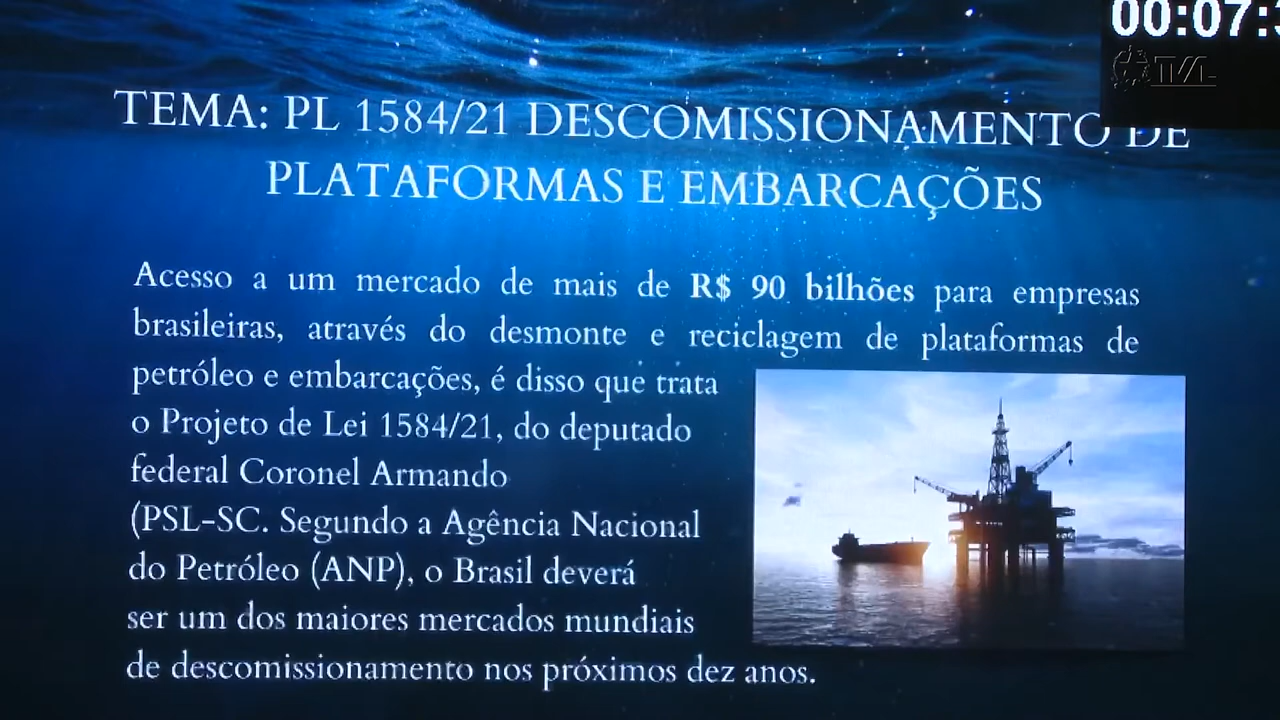 00:07:
TVAL
TEMA: PL 1584/21 DESCOMISSIONAMENTO DE
PLATAFORMAS E EMBARCAÇÕES
Acesso a um mercado de mais de R$ 90 bilhões para empresas
brasileiras, através do desmonte e reciclagem de plataformas de
petróleo e embarcações, é disso que trata
o Projeto de Lei 1584/21, do deputado
federal Coronel Armando
(PSL-SC. Segundo a Agência Nacional
do Petróleo (ANP), o Brasil deverá
ser um dos maiores mercados mundiais
de descomissionamento nos próximos dez anos.